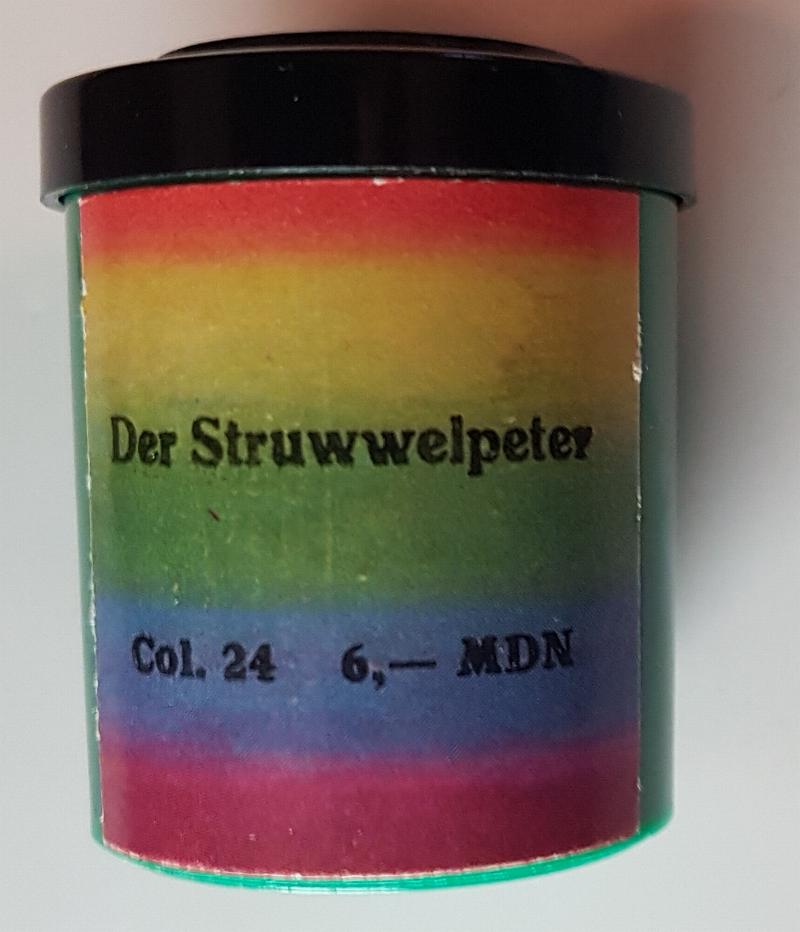 Der Struwwelpeter
Col. 24 6,— MDN